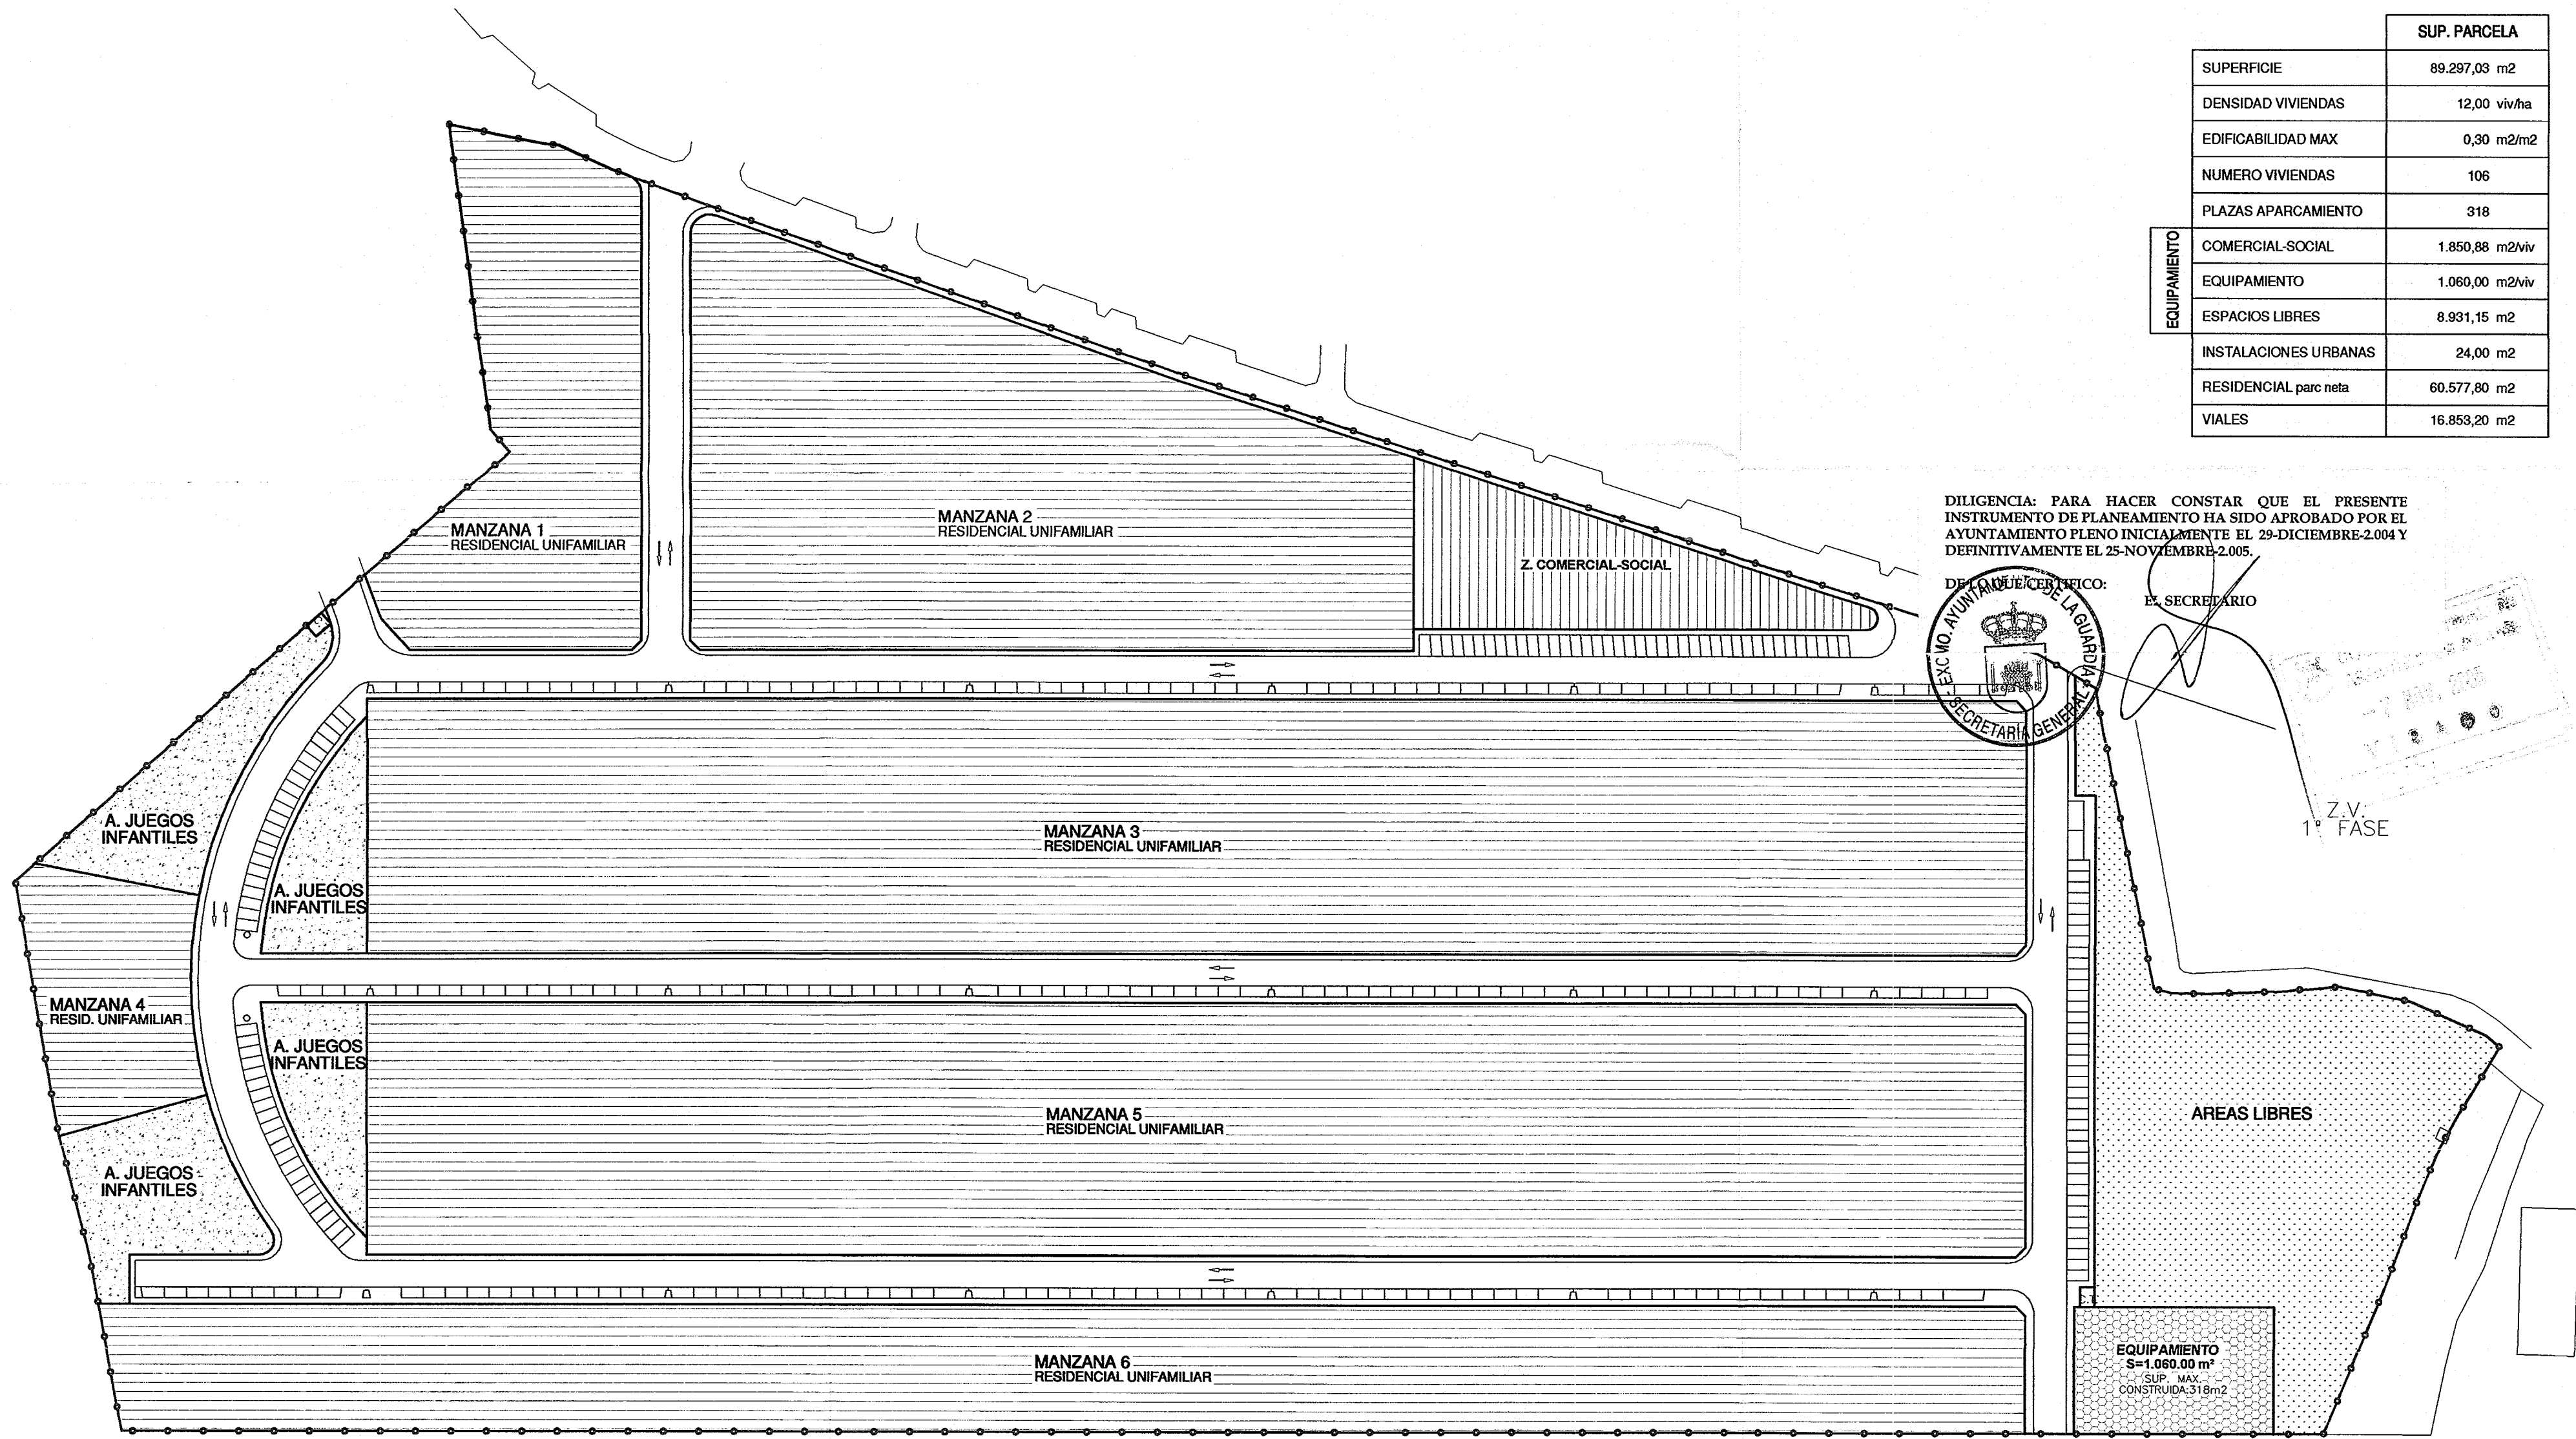 SUP. PARCELA
SUPERFICIE 89.297,03 m2
DENSIDAD VIVIENDAS 12,00 viv/ha
EDIFICABILIDAD MAX 0,30 m2/m2
NUMERO VIVIENDAS 106
PLAZAS APARCAMIENTO 318
EQUIPAMIENTO
COMERCIAL-SOCIAL 1.850,88 m2/viv
EQUIPAMIENTO 1.060,00 m2/viv
ESPACIOS LIBRES 8.931,15 m2
INSTALACIONES URBANAS 24,00 m2
RESIDENCIAL parc neta 60.577,80 m2
VIALES 16.853,20 m2
DILIGENCIA: PARA HACER CONSTAR QUE EL PRESENTE
INSTRUMENTO DE PLANEAMIENTO HA SIDO APROBADO POR EL
AYUNTAMIENTO PLENO INICIALMENTE EL 29-DICIEMBRE-2.004 Y
DEFINITIVAMENTE EL 25-NOVIEMBRE-2.005.
DE LO QUE CERTIFICO:
EL SECRETARIO
EXCMO. AYUNTAMIENTO DE LA GUARDIA
SECRETARÍA GENERAL
Z.V.
1ª FASE
MANZANA 1
RESIDENCIAL UNIFAMILIAR
MANZANA 2
RESIDENCIAL UNIFAMILIAR
Z. COMERCIAL-SOCIAL
A. JUEGOS
INFANTILES
MANZANA 3
RESIDENCIAL UNIFAMILIAR
A. JUEGOS
INFANTILES
MANZANA 4
RESID. UNIFAMILIAR
A. JUEGOS
INFANTILES
MANZANA 5
RESIDENCIAL UNIFAMILIAR
AREAS LIBRES
A. JUEGOS
INFANTILES
MANZANA 6
RESIDENCIAL UNIFAMILIAR
EQUIPAMIENTO
S=1.060.00 m²
SUP. MAX.
CONSTRUIDA:318m2